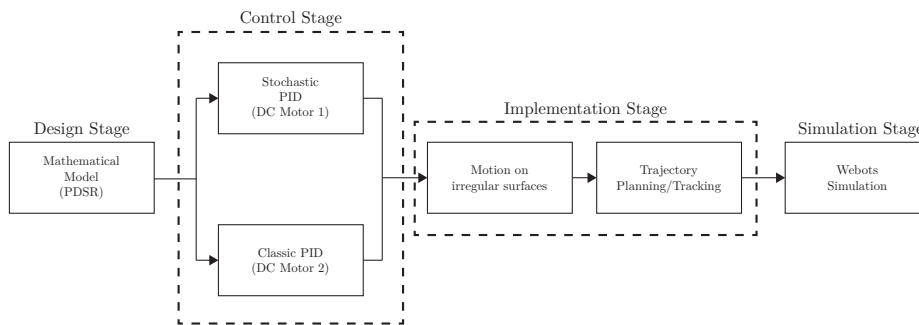 Control Stage
Stochastic
PID
(DC Motor 1)
Design Stage
Mathematical
Model
(PDSR)
Classic PID
(DC Motor 2)
Implementation Stage
Motion on
irregular surfaces
Trajectory
Planning/Tracking
Simulation Stage
Webots
Simulation